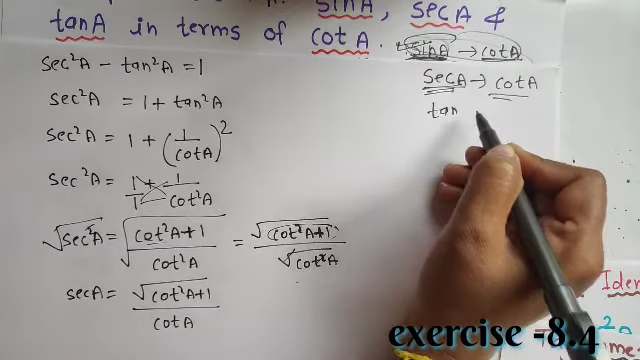 sinA, SecA &
tanA in terms of cotA.
sinA → cotA
SecA → cotA
tan
sec²A - tan²A = 1
sec²A = 1 + tan²A
sec²A = 1 + (1/cotA)²
sec²A = 1/1 + 1/cot²A
√sec²A = √(cot²A+1/cot²A) = √(cot²A+1)/√cot²A
secA = √(cot²A+1)/cotA
exercise -8.4